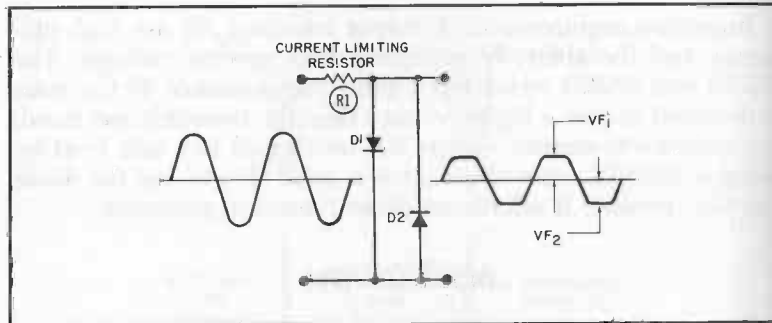 CURRENT LIMITING
RESISTOR
R1
D1
D2
VF1
VF2